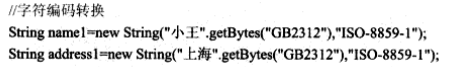 //字符编码转换
String name1=new String("小王".getBytes("GB2312"),"ISO-8859-1");
String address1=new String("上海".getBytes("GB2312"),"ISO-8859-1");